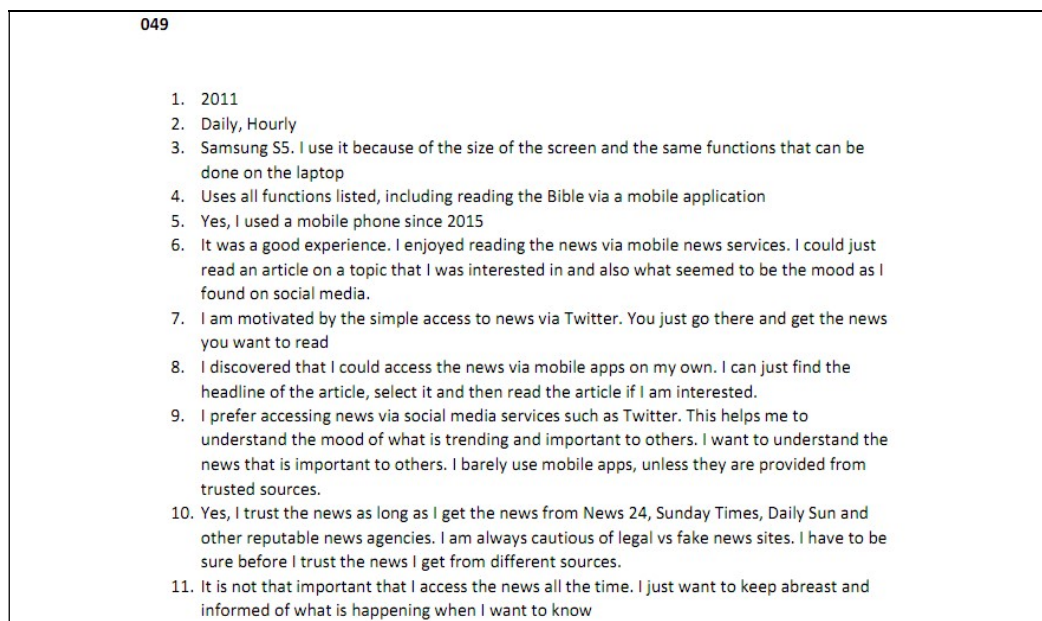 049
1. 2011
2. Daily, Hourly
3. Samsung S5. I use it because of the size of the screen and the same functions that can be
done on the laptop
4. Uses all functions listed, including reading the Bible via a mobile application
5. Yes, I used a mobile phone since 2015
6. It was a good experience. I enjoyed reading the news via mobile news services. I could just
read an article on a topic that I was interested in and also what seemed to be the mood as I
found on social media.
7. I am motivated by the simple access to news via Twitter. You just go there and get the news
you want to read
8. I discovered that I could access the news via mobile apps on my own. I can just find the
headline of the article, select it and then read the article if I am interested.
9. I prefer accessing news via social media services such as Twitter. This helps me to
understand the mood of what is trending and important to others. I want to understand the
news that is important to others. I barely use mobile apps, unless they are provided from
trusted sources.
10. Yes, I trust the news as long as I get the news from News 24, Sunday Times, Daily Sun and
other reputable news agencies. I am always cautious of legal vs fake news sites. I have to be
sure before I trust the news I get from different sources.
11. It is not that important that I access the news all the time. I just want to keep abreast and
informed of what is happening when I want to know